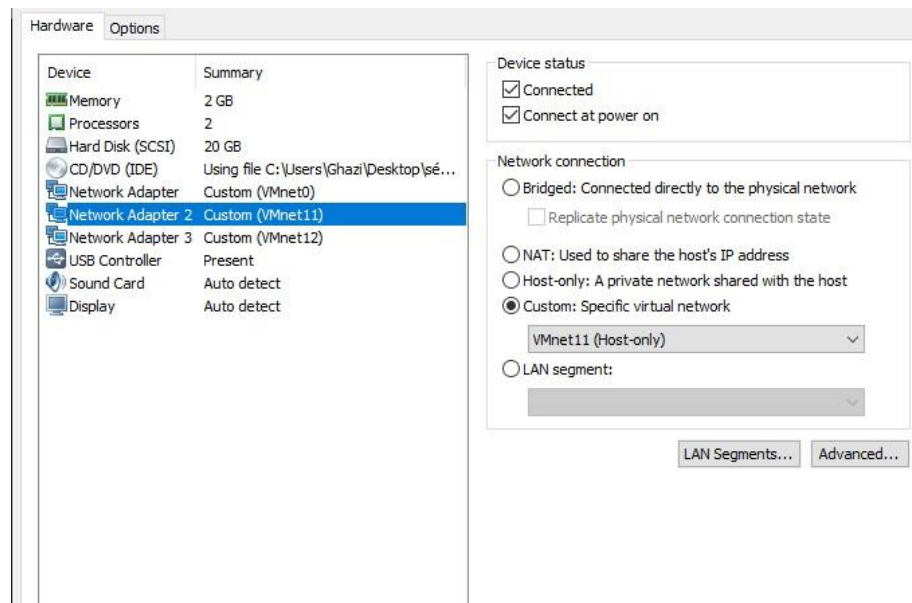 Hardware
Options
Device Summary
Memory 2 GB
Processors 2
Hard Disk (SCSI) 20 GB
CD/DVD (IDE) Using file C:\Users\Ghazi\Desktop\sé...
Network Adapter Custom (VMnet0)
Network Adapter 2 Custom (VMnet11)
Network Adapter 3 Custom (VMnet12)
USB Controller Present
Sound Card Auto detect
Display Auto detect
Device status
Connected
Connect at power on
Network connection
Bridged: Connected directly to the physical network
Replicate physical network connection state
NAT: Used to share the host's IP address
Host-only: A private network shared with the host
Custom: Specific virtual network
VMnet11 (Host-only)
LAN segment:
LAN Segments... Advanced...